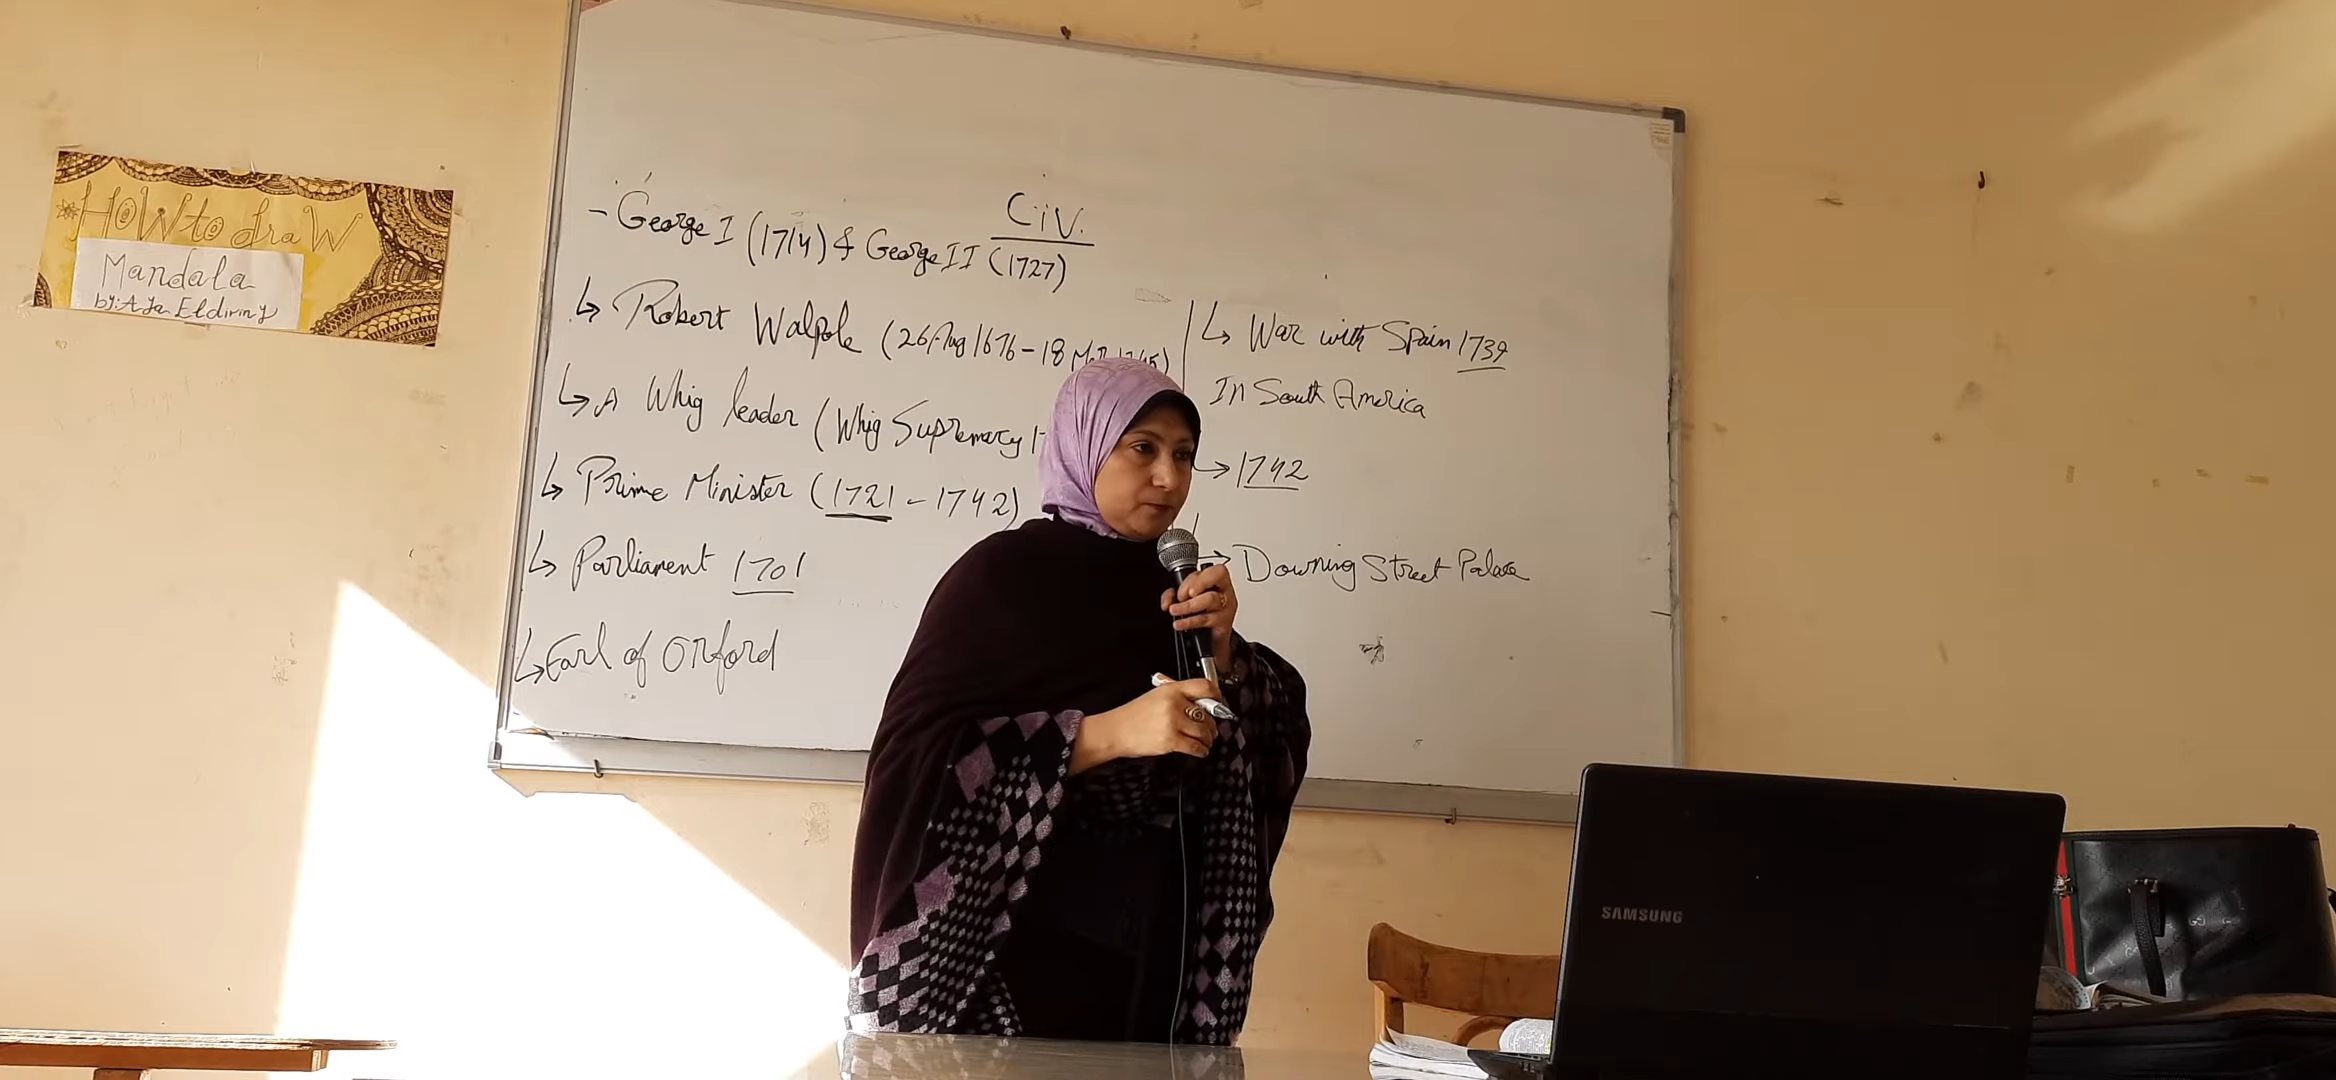 *HOW to draW
Mandala
by: Aya Eldiriny
CiV.
- George I (1714) & George II (1727)
↳ Robert Walpole (26 Aug 1676 - 18 Mar 1745)
↳ A Whig leader (Whig Supremacy
↳ Prime Minister (1721 - 1742)
↳ Parliament 1701
↳ Earl of Orford
↳ War with Spain 1739
In South America
→ 1742
→ Downing Street Palace
SAMSUNG